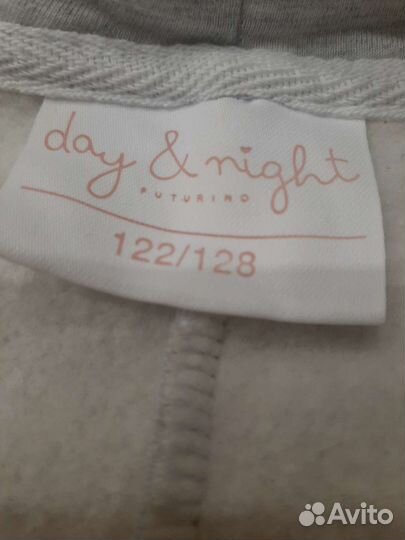 day & night
FUTURINO
122/128
Avito